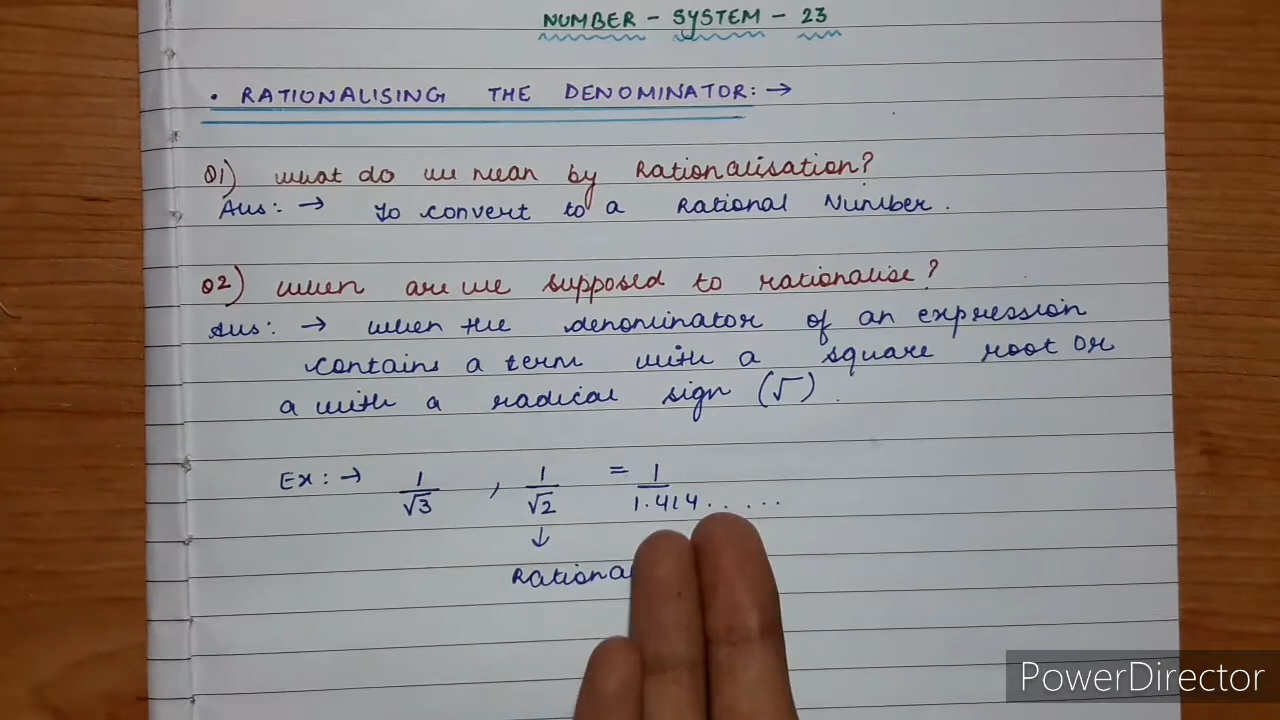 NUMBER - SYSTEM - 23
• RATIONALISING THE DENOMINATOR: →
Q1) what do we mean by Rationalisation?
Ans: → To convert to a Rational Number.
Q2) when are we supposed to rationalise?
Ans: → when the denominator of an expression
contains a term with a square root or
a with a radical sign (√).
Ex: → 1/√3 , 1/√2 = 1/1.414......
↓
Rationa
PowerDirector